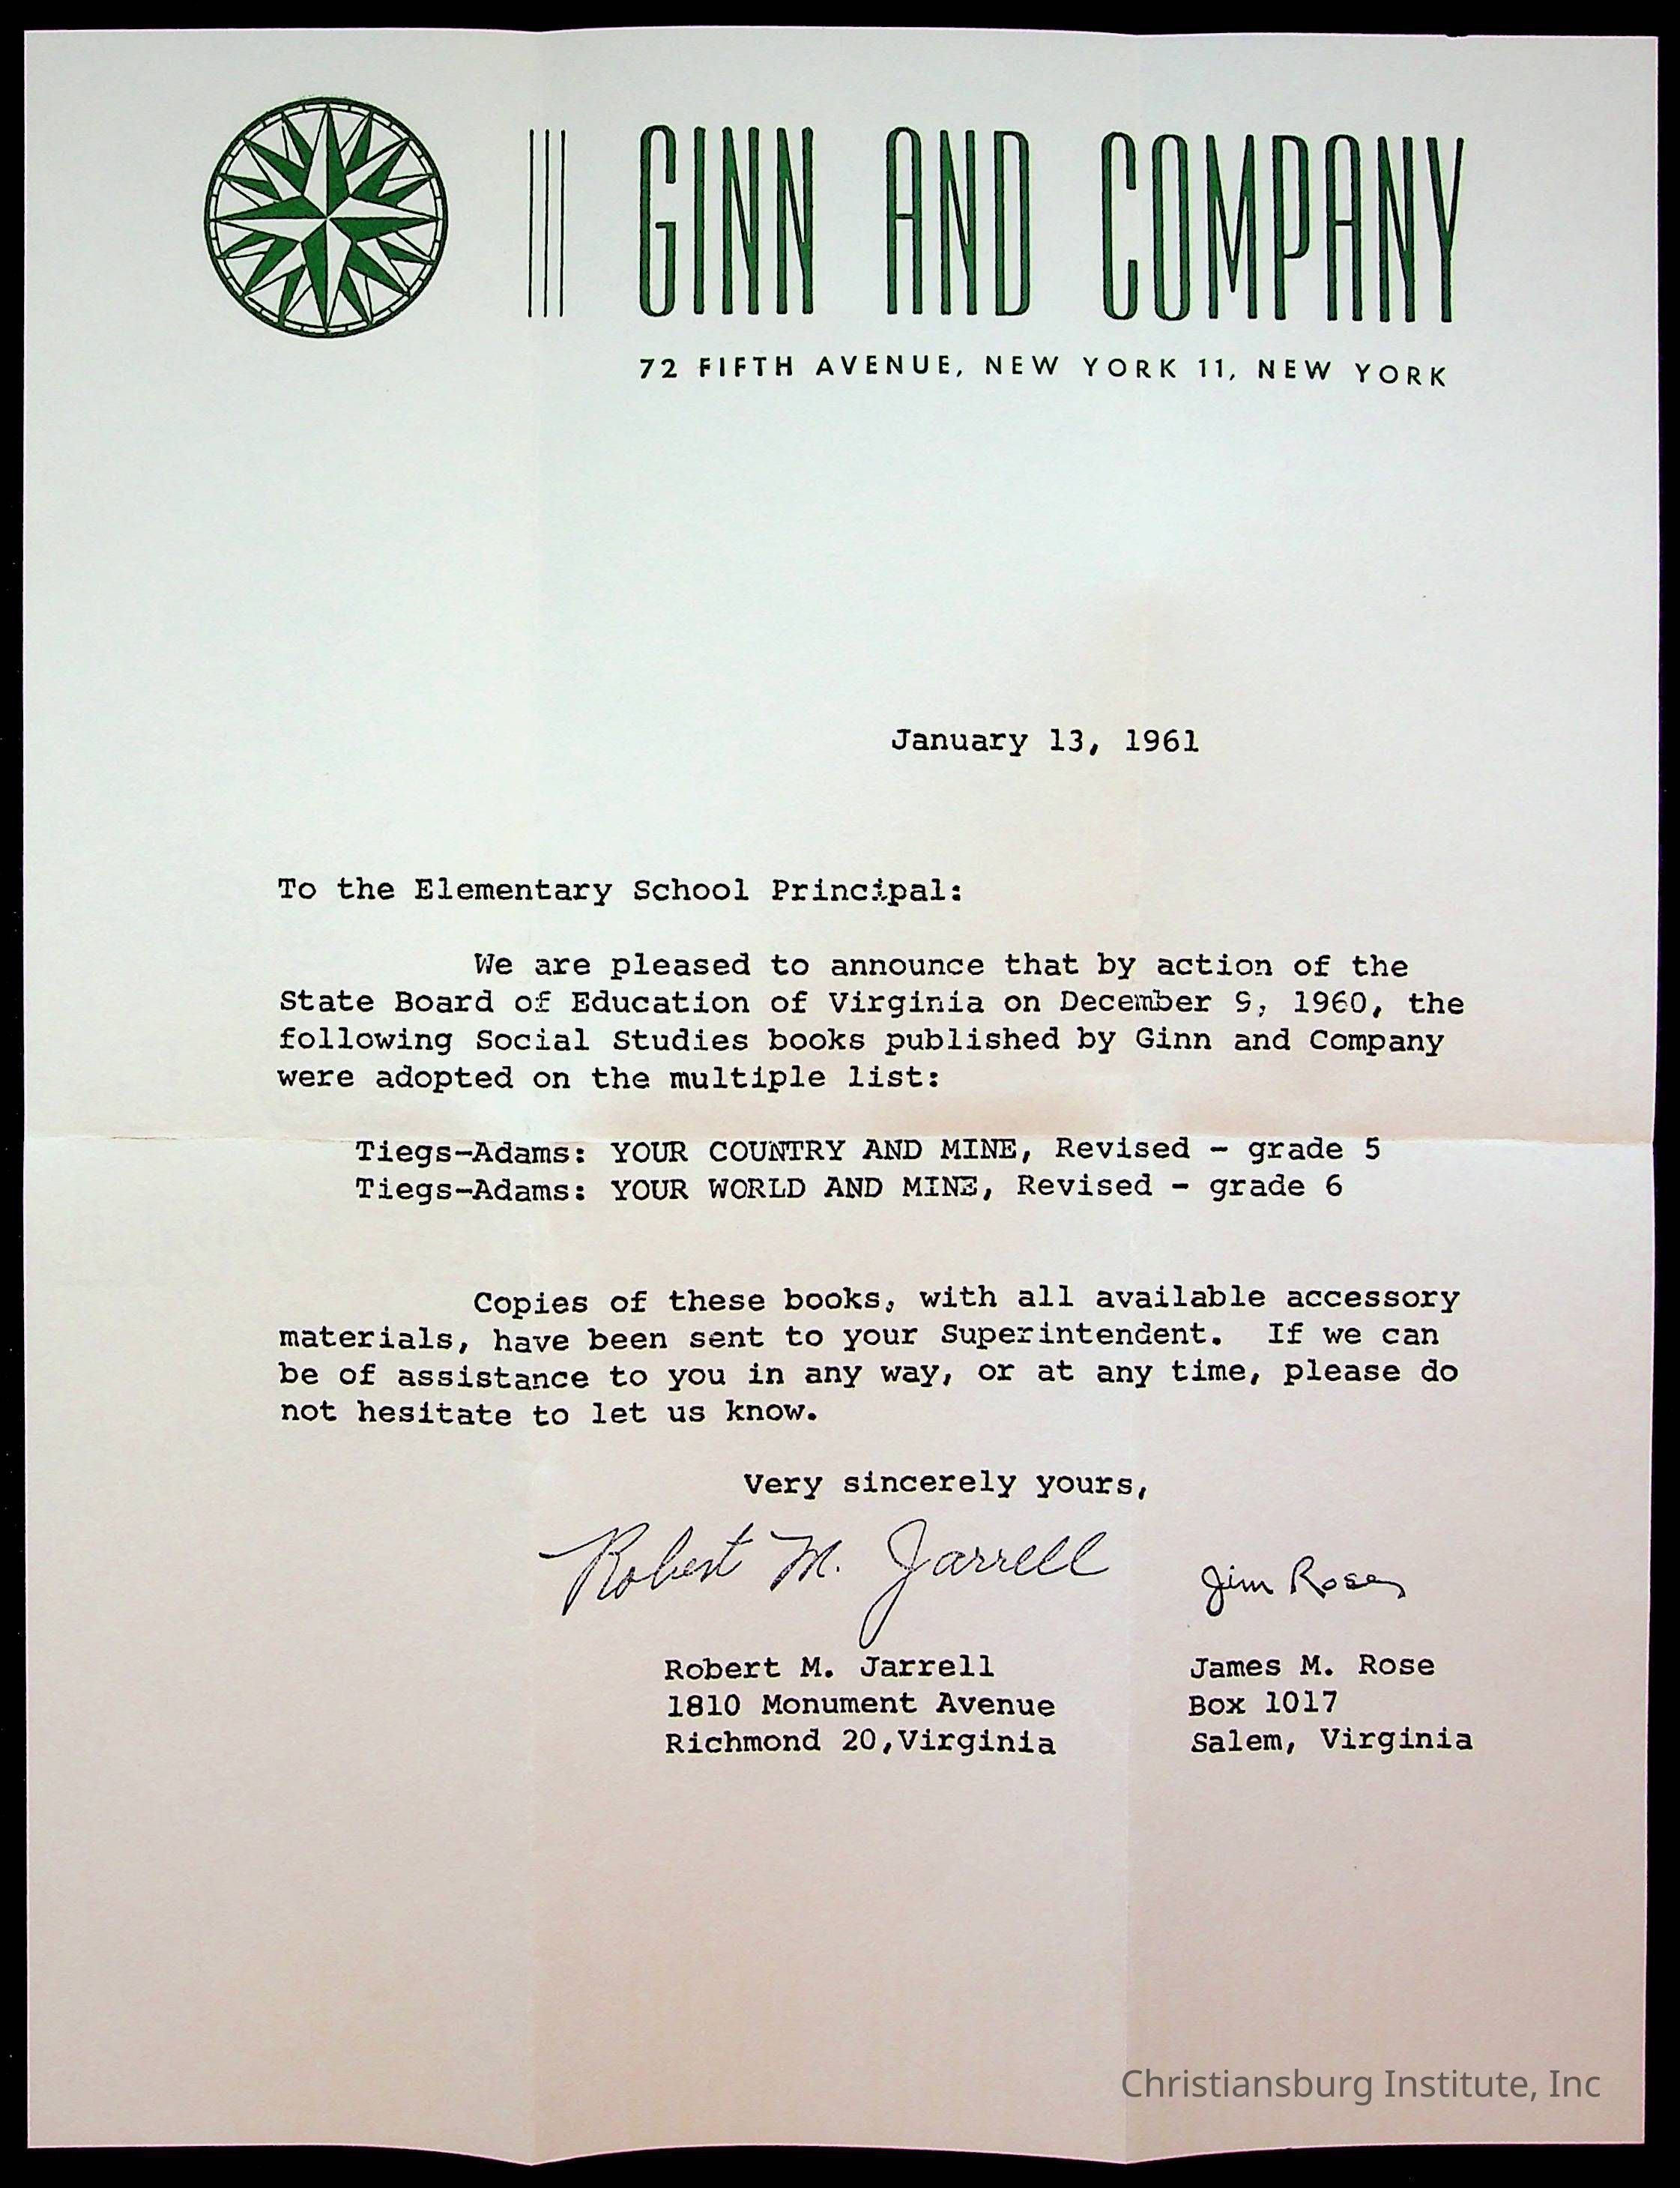 GINN AND COMPANY
72 FIFTH AVENUE, NEW YORK 11, NEW YORK
January 13, 1961
To the Elementary School Principal:
We are pleased to announce that by action of the
State Board of Education of Virginia on December 9, 1960, the
following Social Studies books published by Ginn and Company
were adopted on the multiple list:
Tiegs-Adams: YOUR COUNTRY AND MINE, Revised - grade 5
Tiegs-Adams: YOUR WORLD AND MINE, Revised - grade 6
Copies of these books, with all available accessory
materials, have been sent to your Superintendent. If we can
be of assistance to you in any way, or at any time, please do
not hesitate to let us know.
Very sincerely yours,
Robert M. Jarrell Jim Rose
Robert M. Jarrell James M. Rose
1810 Monument Avenue Box 1017
Richmond 20,Virginia Salem, Virginia
Christiansburg Institute, Inc